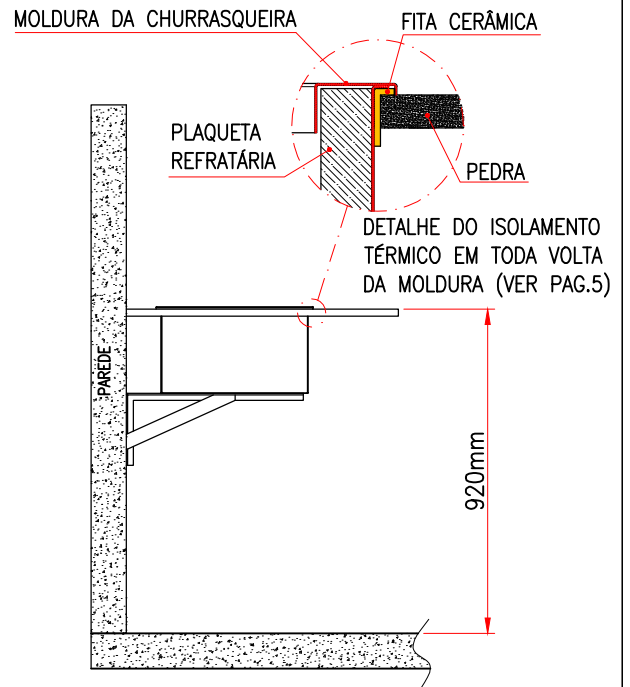 MOLDURA DA CHURRASQUEIRA
FITA CERÂMICA
PLAQUETA
REFRATÁRIA
PEDRA
DETALHE DO ISOLAMENTO
TÉRMICO EM TODA VOLTA
DA MOLDURA (VER PAG.5)
PAREDE
920mm